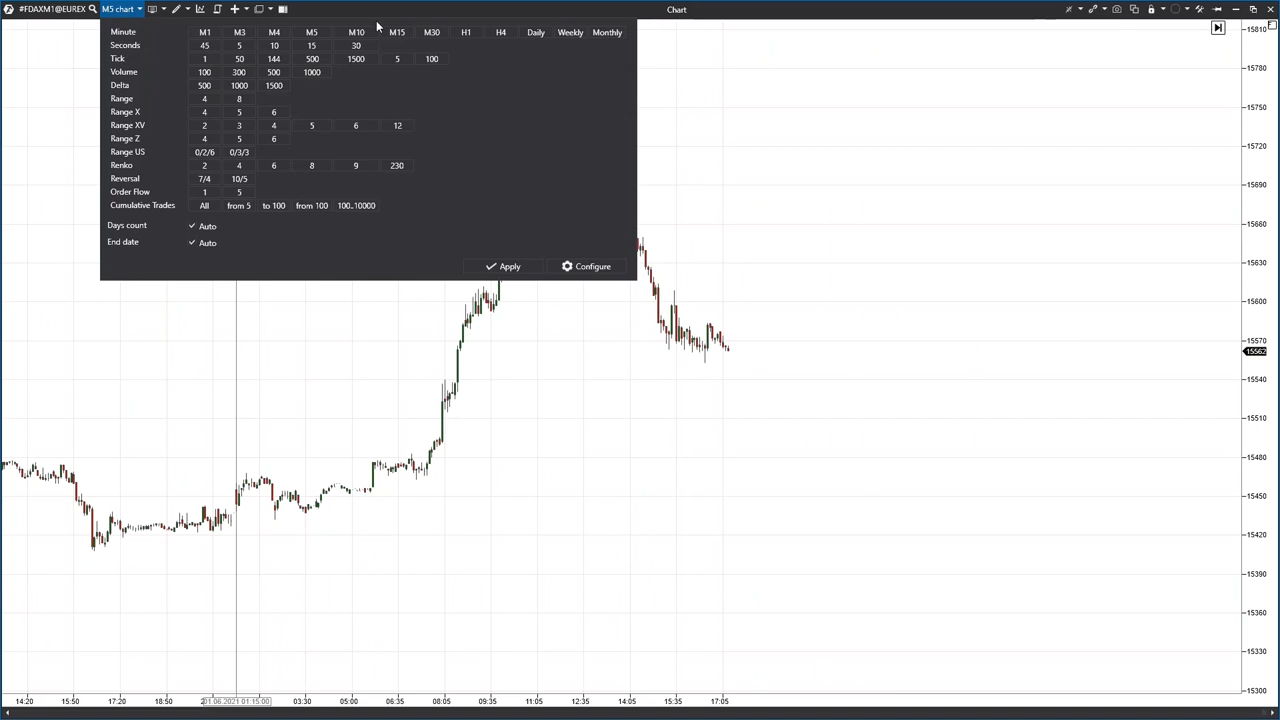 #FDAXM1@EUREX M5 chart Chart
Minute M1 M3 M4 M5 M10 M15 M30 H1 H4 Daily Weekly Monthly
Seconds 45 5 10 15 30
Tick 1 50 144 500 1500 5 100
Volume 100 300 500 1000
Delta 500 1000 1500
Range 4 8
Range X 4 5 6
Range XV 2 3 4 5 6 12
Range Z 4 5 6
Range US 0/2/6 0/3/3
Renko 2 4 6 8 9 230
Reversal 7/4 10/5
Order Flow 1 5
Cumulative Trades All from 5 to 100 from 100 100..10000
Days count Auto
End date Auto
Apply Configure
15810
15780
15750
15720
15690
15660
15630
15600
15570
15562
15540
15510
15480
15450
15420
15390
15360
15330
15300
14:20 15:50 17:20 18:50 01.06.2021 01:15:00 03:30 05:00 06:35 08:05 09:35 11:05 12:35 14:05 15:35 17:05